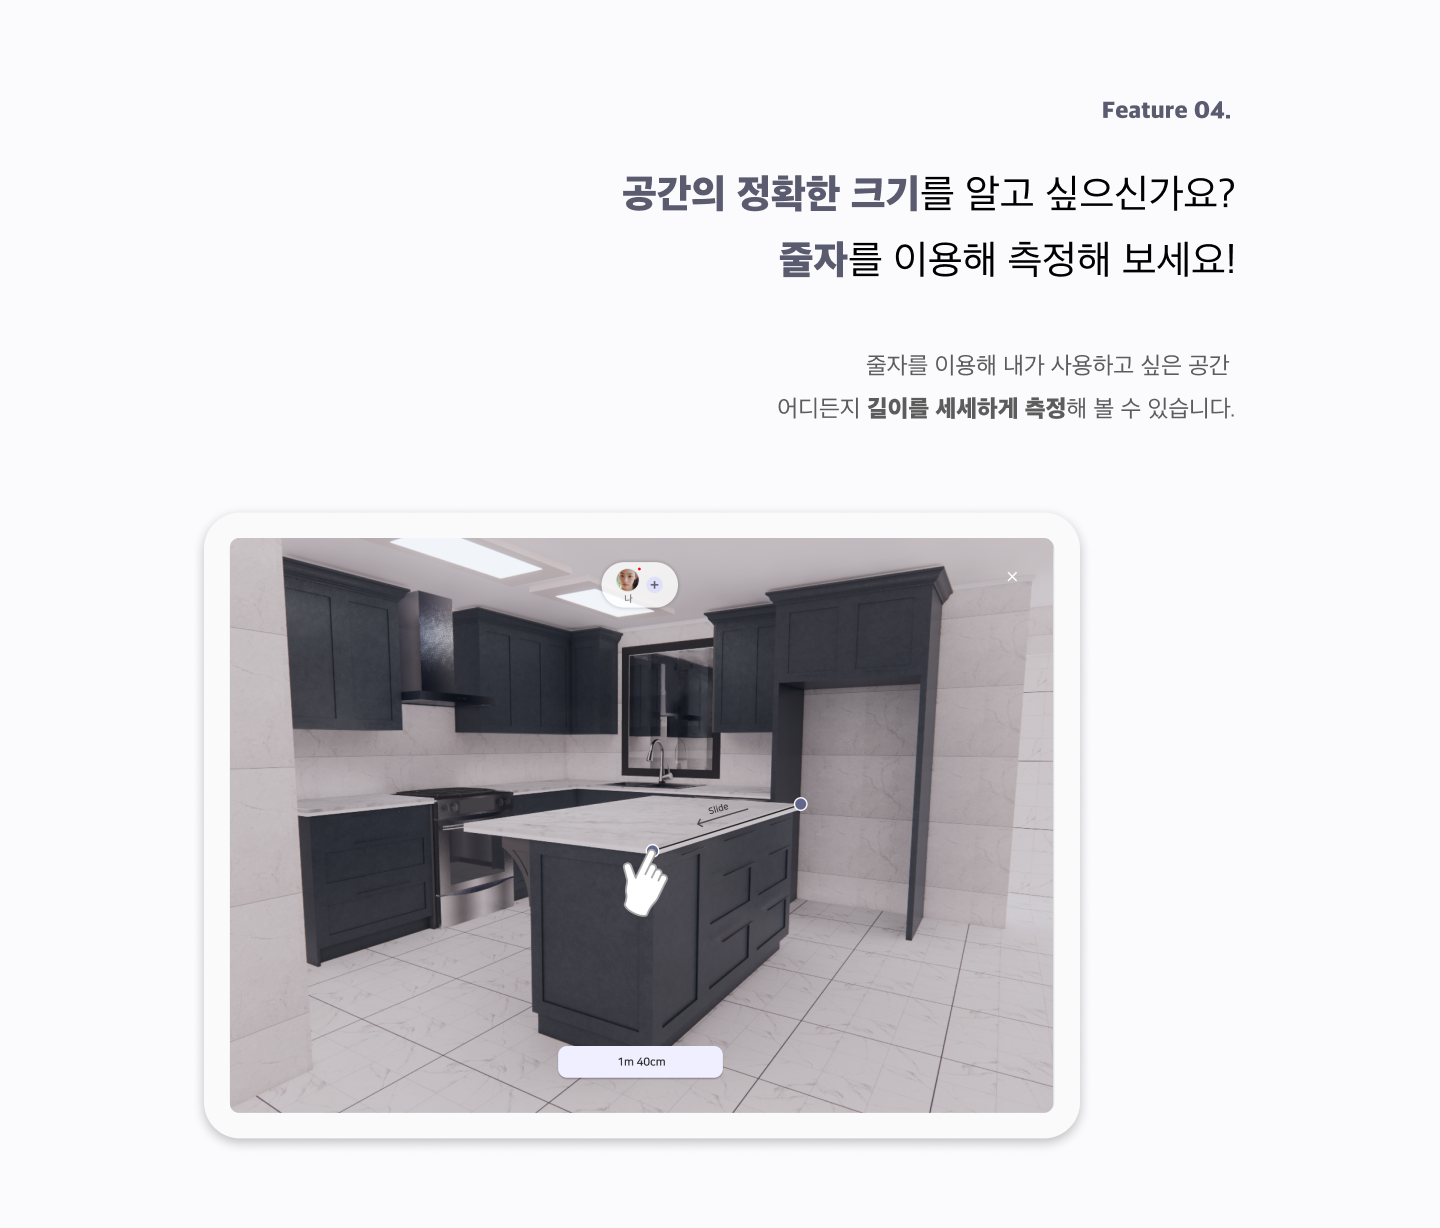 Feature 04.
공간의 정확한 크기를 알고 싶으신가요?
줄자를 이용해 측정해 보세요!
줄자를 이용해 내가 사용하고 싶은 공간
어디든지 길이를 세세하게 측정해 볼 수 있습니다.
나
Slide
1m 40cm